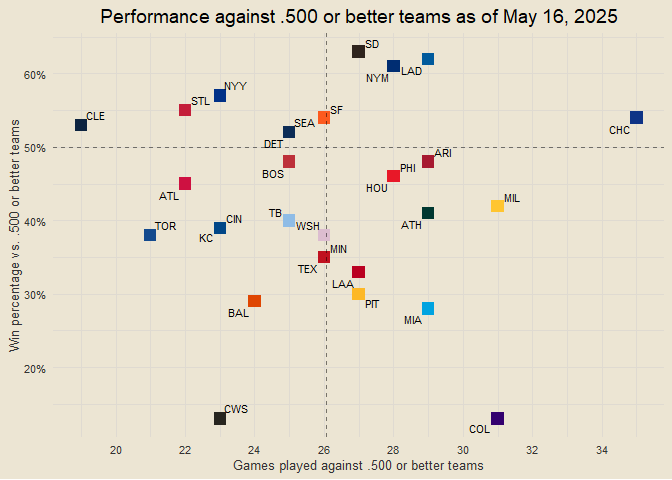 Performance against .500 or better teams as of May 16, 2025
SD
60%
NYM
LAD
NYY
STL
CLE
SF
SEA
CHC
DET
50%
ARI
BOS
PHI
HOU
ATL
MIL
40%
TB
CIN
TOR
WSH
ATH
KC
MIN
TEX
LAA
30%
PIT
BAL
MIA
20%
CWS
COL
20
22
24
26
28
30
32
34
Games played against .500 or better teams
Win percentage vs. .500 or better teams